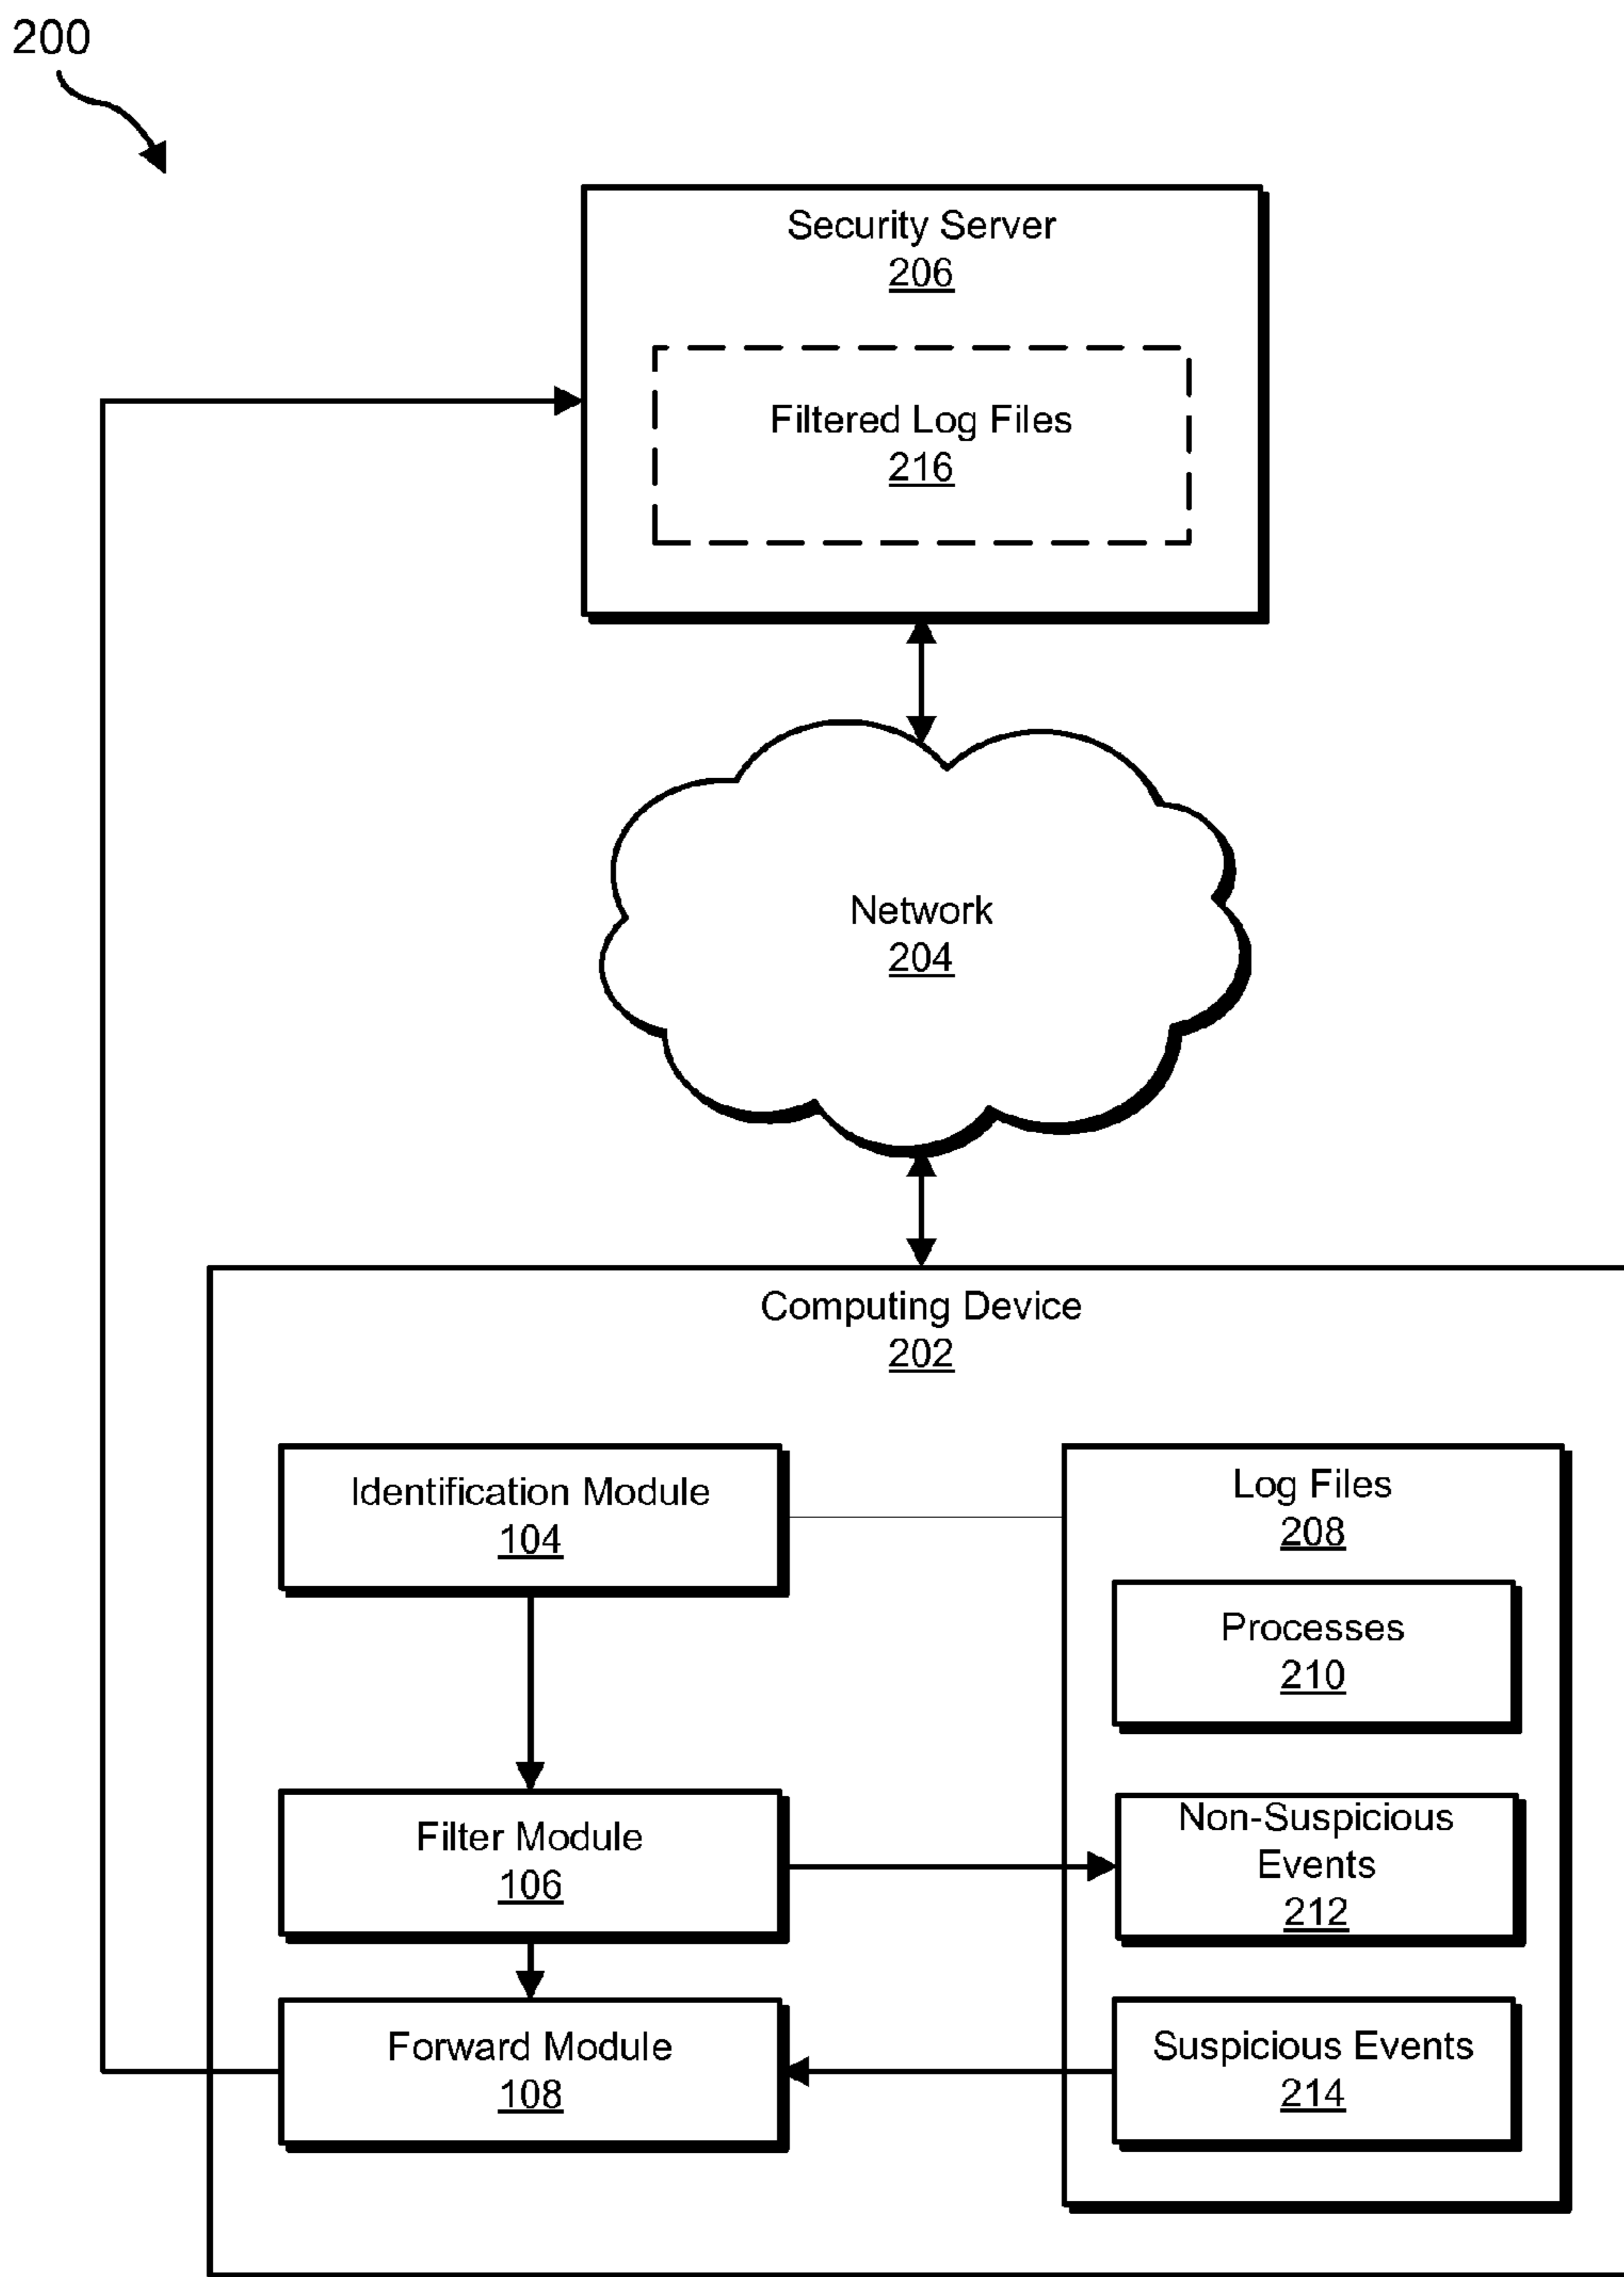 200
Security Server
206
Filtered Log Files
216
Network
204
Computing Device
202
Identification Module
104
Log Files
208
Processes
210
Filter Module
106
Non-Suspicious
Events
212
Forward Module
108
Suspicious Events
214